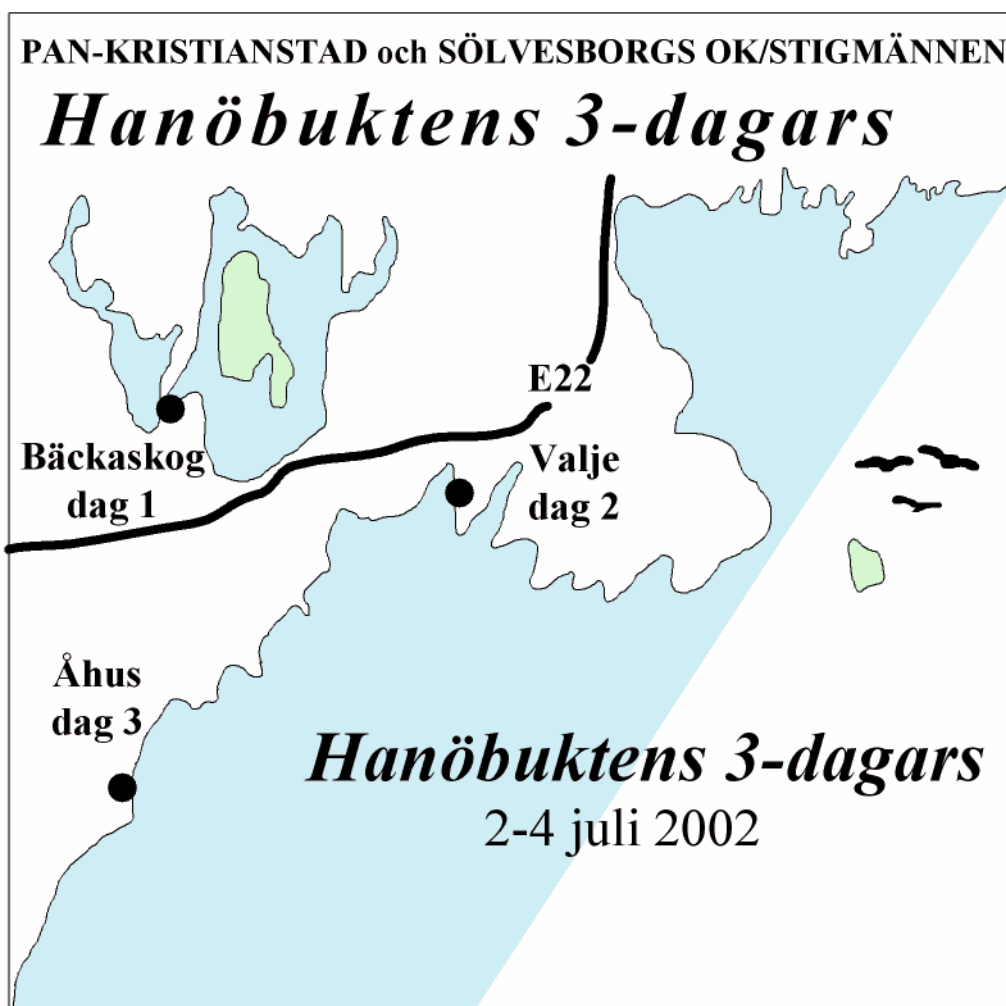 PAN-KRISTIANSTAD och SÖLVESBORGS OK/STIGMÄNNEN
Hanöbuktens 3-dagars
E22
Bäckaskog
dag 1
Valje
dag 2
Åhus
dag 3
Hanöbuktens 3-dagars
2-4 juli 2002